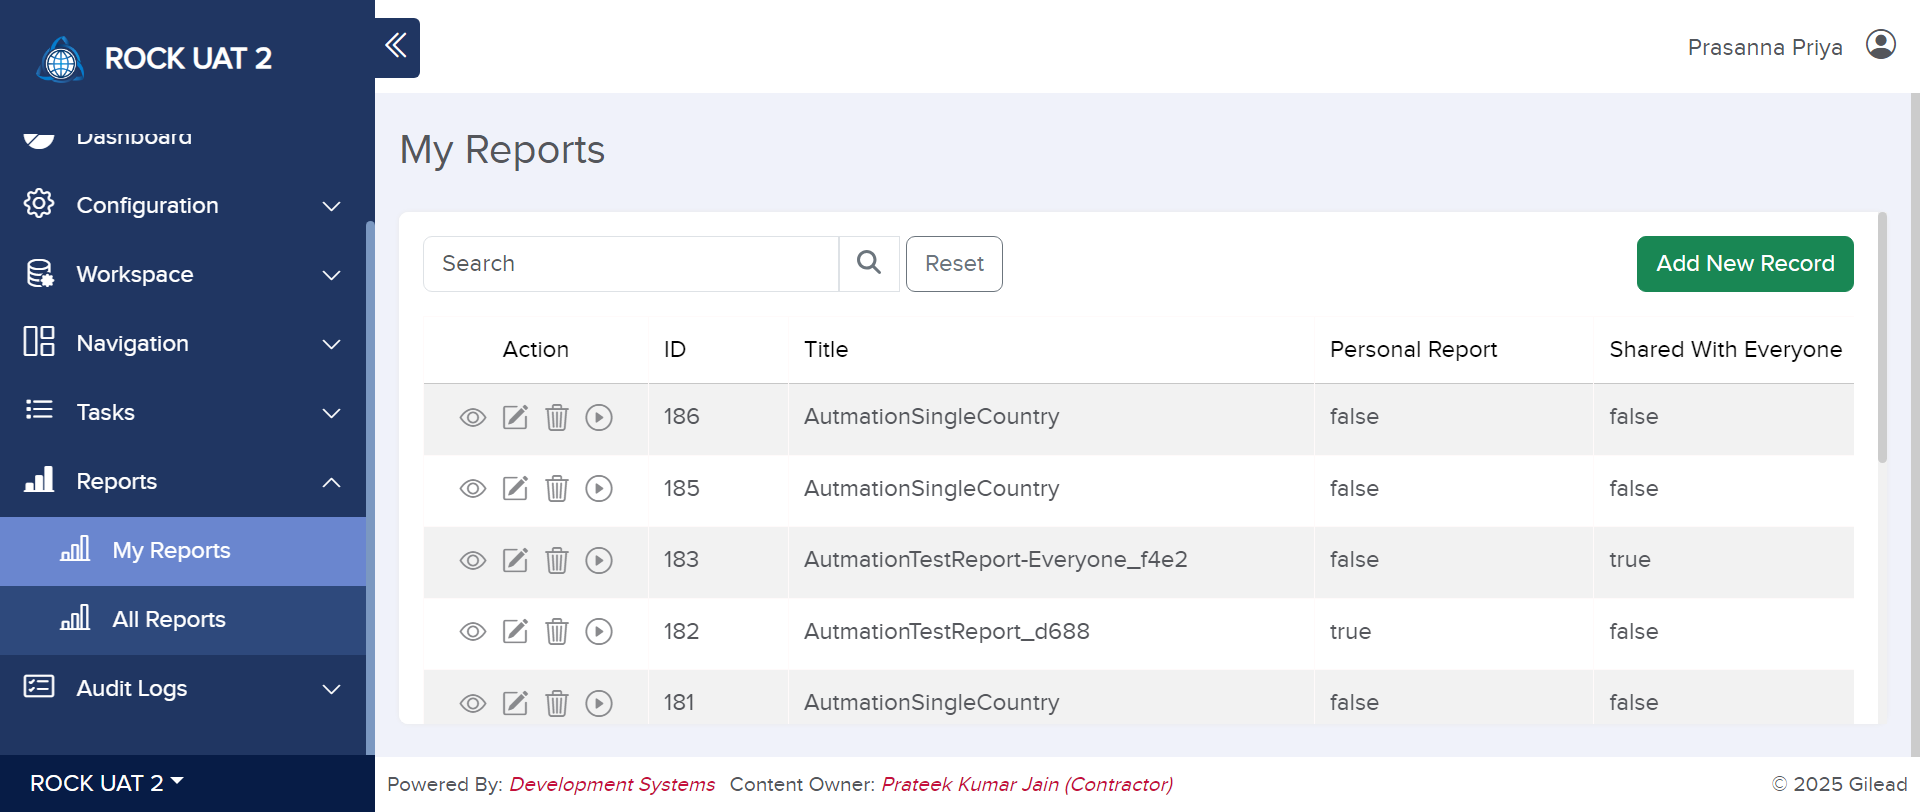 ROCK UAT 2
Prasanna Priya
Dashboard
Configuration
Workspace
Navigation
Tasks
Reports
My Reports
All Reports
Audit Logs
ROCK UAT 2
My Reports
Search
Reset
Add New Record
Action ID Title Personal Report Shared With Everyone
186 AutmationSingleCountry false false
185 AutmationSingleCountry false false
183 AutmationTestReport-Everyone_f4e2 false true
182 AutmationTestReport_d688 true false
181 AutmationSingleCountry false false
Powered By: Development Systems Content Owner: Prateek Kumar Jain (Contractor)
© 2025 Gilead